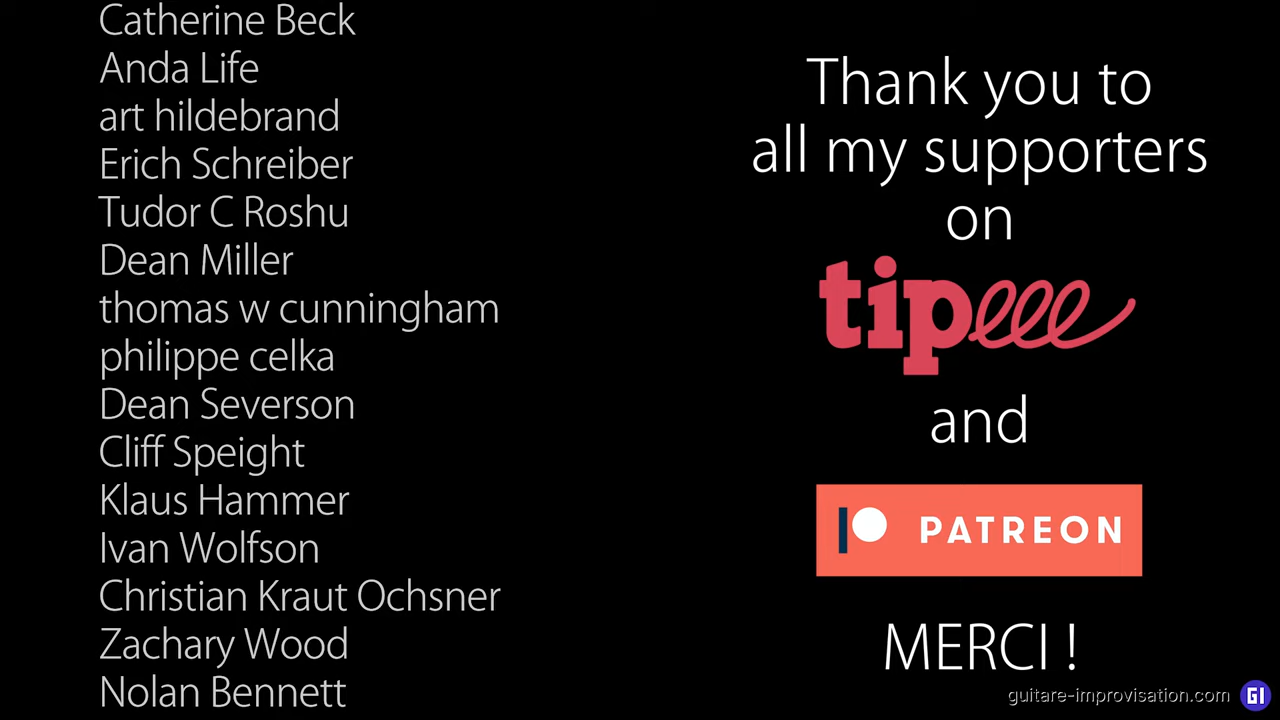 Catherine Beck
Anda Life
art hildebrand
Erich Schreiber
Tudor C Roshu
Dean Miller
thomas w cunningham
philippe celka
Dean Severson
Cliff Speight
Klaus Hammer
Ivan Wolfson
Christian Kraut Ochsner
Zachary Wood
Nolan Bennett
Thank you to
all my supporters
on
tipeee
and
PATREON
MERCI !
guitare-improvisation.com GI